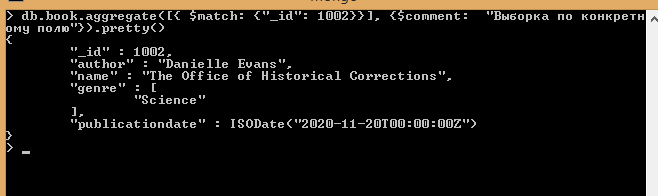 > db.book.aggregate([{ $match: {"_id": 1002}}], {$comment:  "Выборка по конкретн
ому полю"}).pretty()
{
        "_id" : 1002,
        "author" : "Danielle Evans",
        "name" : "The Office of Historical Corrections",
        "genre" : [
                "Science"
        ],
        "publicationdate" : ISODate("2020-11-20T00:00:00Z")
}
> _